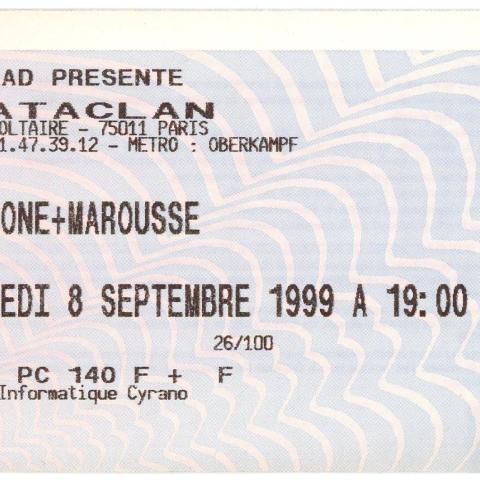 AD PRESENTE
ATACLAN
OLTAIRE – 75011 PARIS
1.47.39.12 – METRO : OBERKAMPF
ONE+MAROUSSE
EDI 8 SEPTEMBRE 1999 A 19:00
26/100
PC 140 F + F
Informatique Cyrano